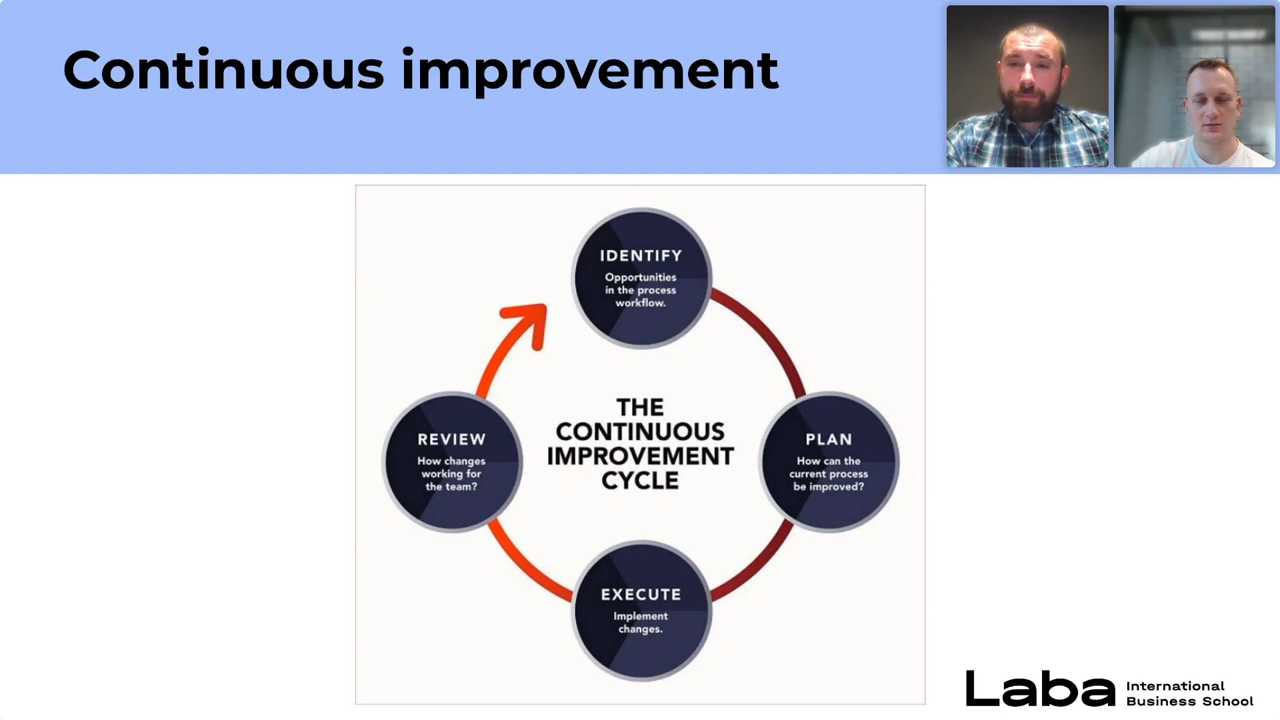 Continuous improvement
IDENTIFY
Opportunities
in the process
workflow.
THE
CONTINUOUS
IMPROVEMENT
CYCLE
REVIEW
How changes
working for
the team?
PLAN
How can the
current process
be improved?
EXECUTE
Implement
changes.
Laba
International
Business School